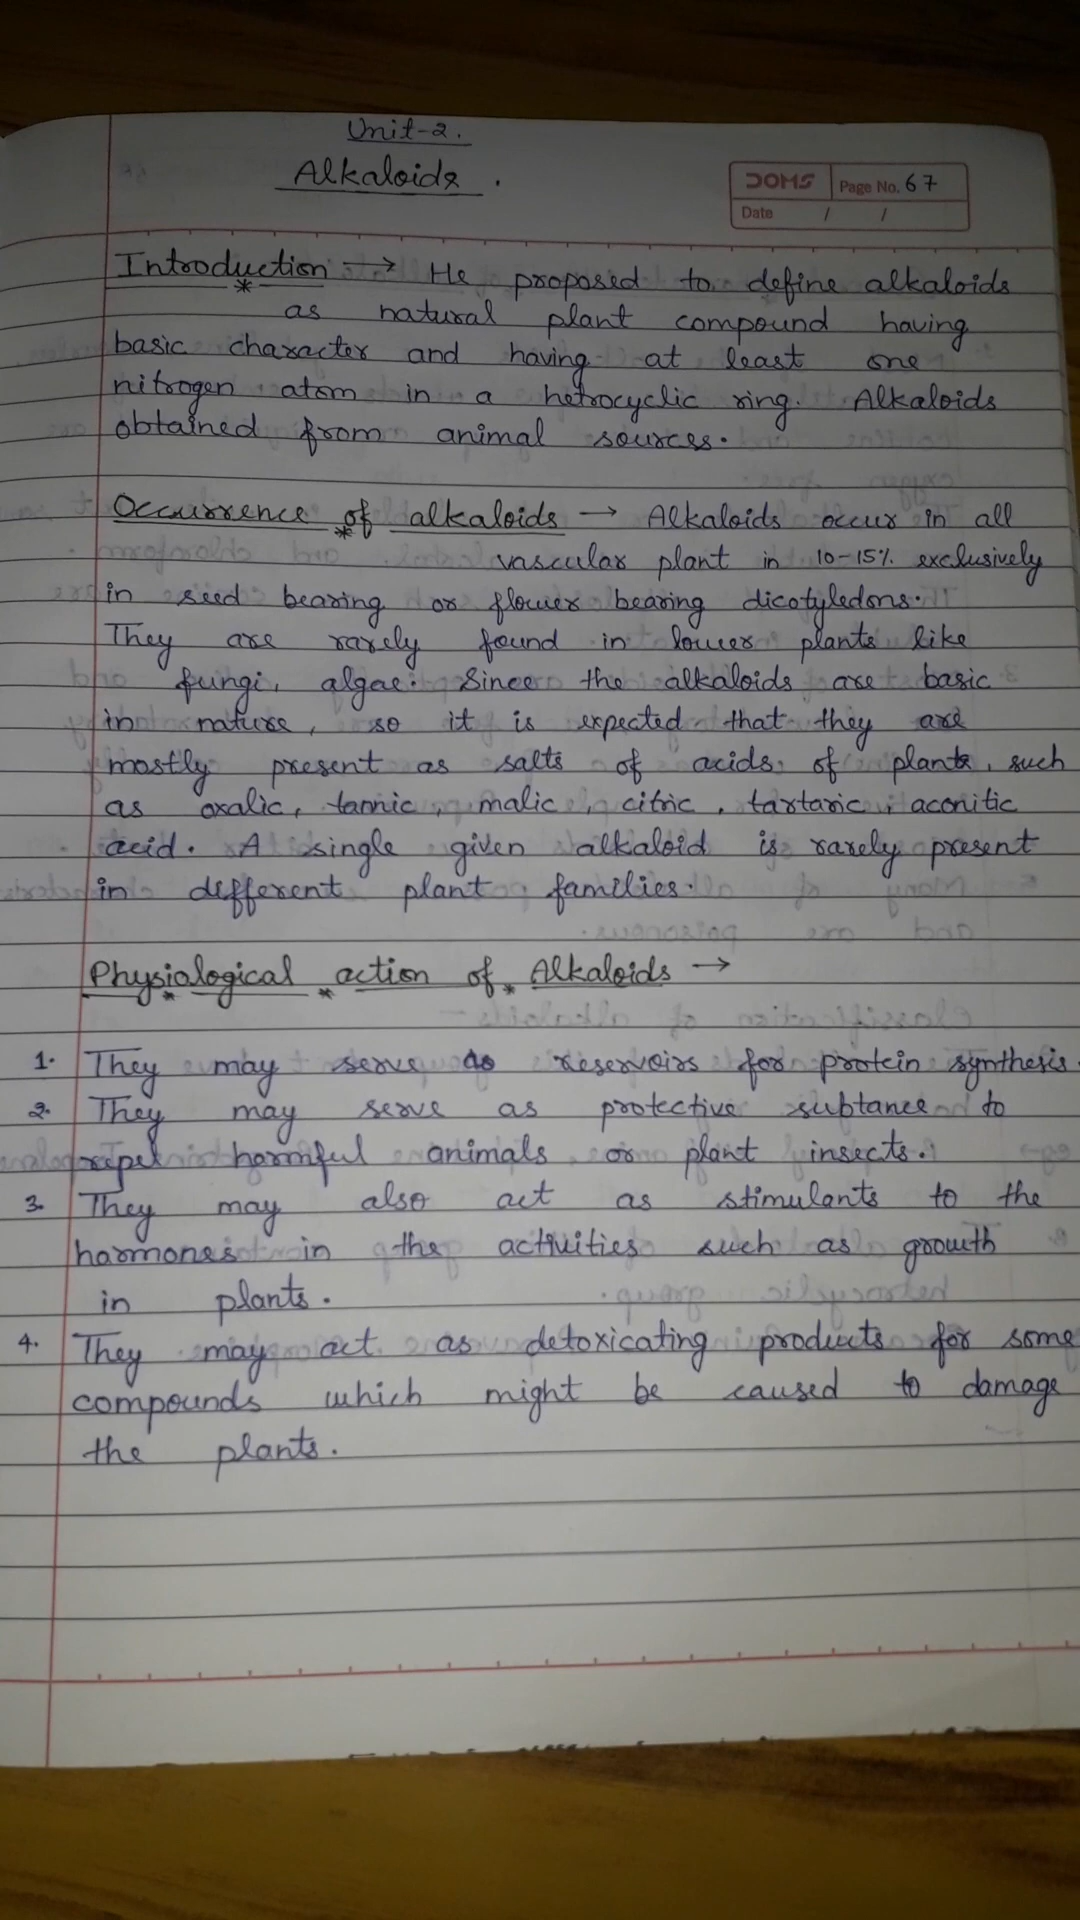 Unit-2.
Alkaloids.
DOMS Page No. 67
Date / /
Introduction → He proposed to define alkaloids
as natural plant compound having
basic character and having at least one
nitrogen atom in a hetrocyclic ring. Alkaloids
obtained from animal sources.
Occurrence of alkaloids → Alkaloids occur in all
vascular plant in 10-15% exclusively
in seed bearing or flower bearing dicotyledons.
They are rarely found in lower plants like
fungi, algae. Since the alkaloids are basic
in nature, so it is expected that they are
mostly present as salts of acids of plants, such
as oxalic, tannic, malic, citric, tartaric, aconitic
acid. A single given alkaloid is rarely present
in different plant families.
Physialogical action of Alkaloids →
1. They may serve as reservoirs for protein synthesis.
2. They may serve as protective subtance to
repel harmful animals or plant insects.
3. They may also act as stimulants to the
harmones in the activities such as growth
in plants.
4. They may act as detoxicating products for some
compounds which might be caused to damage
the plants.